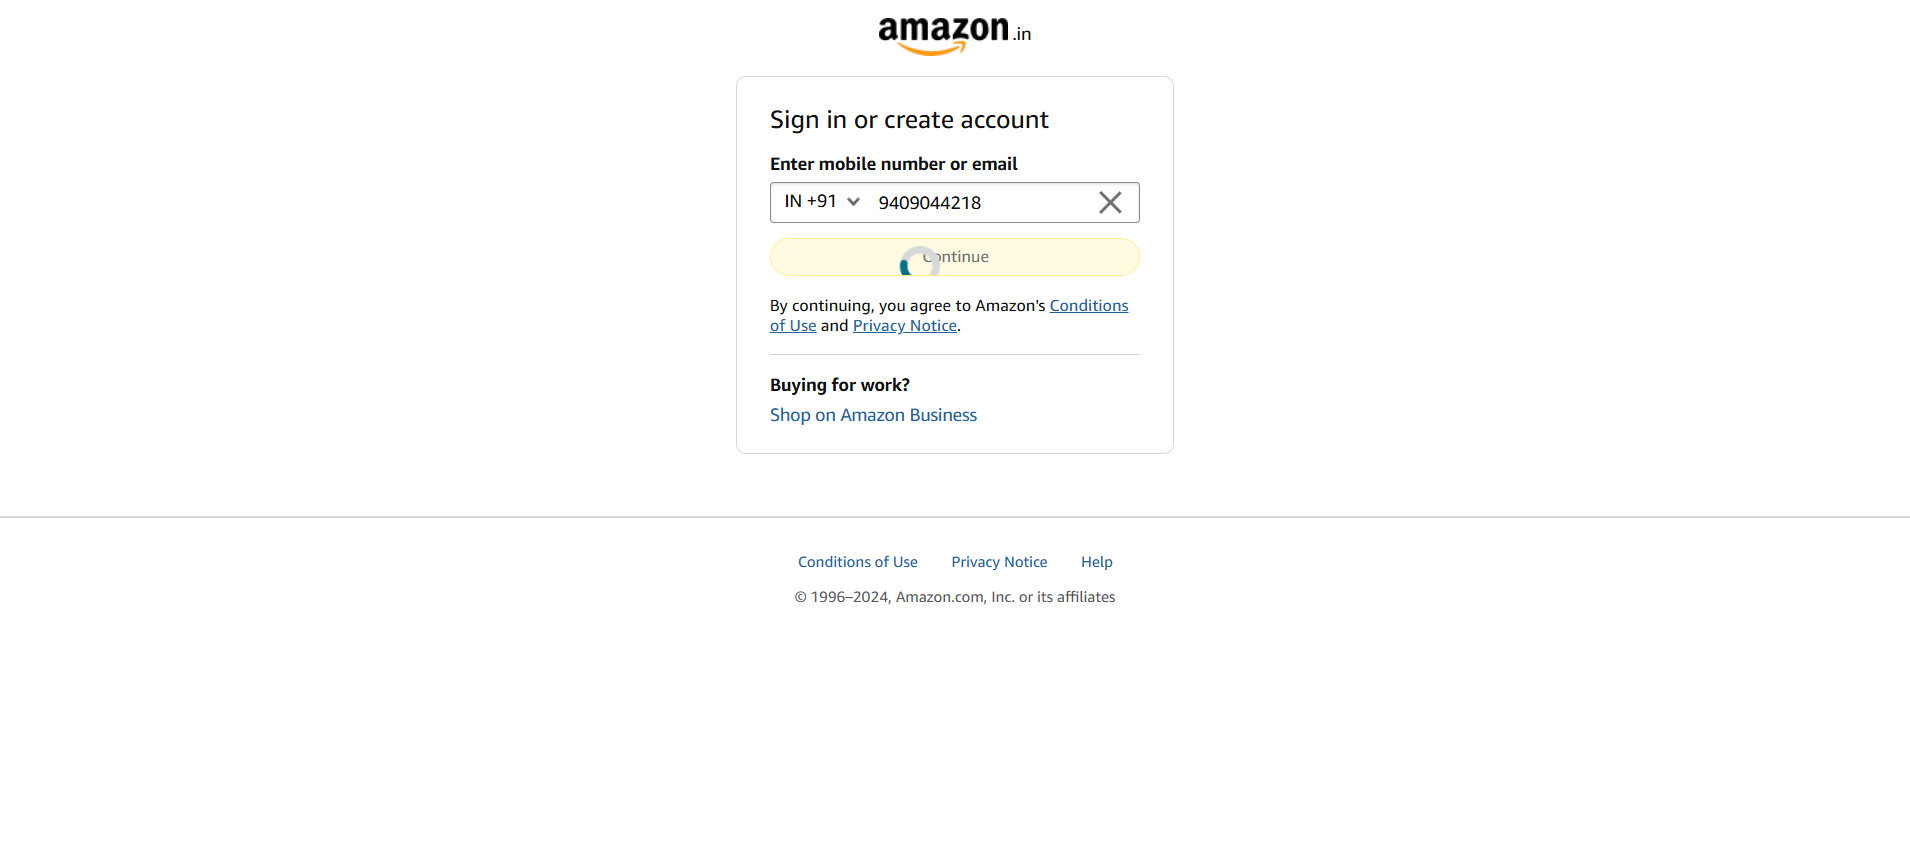 amazon.in
Sign in or create account
Enter mobile number or email
IN +91 9409044218
Continue
By continuing, you agree to Amazon's Conditions
of Use and Privacy Notice.
Buying for work?
Shop on Amazon Business
Conditions of Use Privacy Notice Help
© 1996–2024, Amazon.com, Inc. or its affiliates